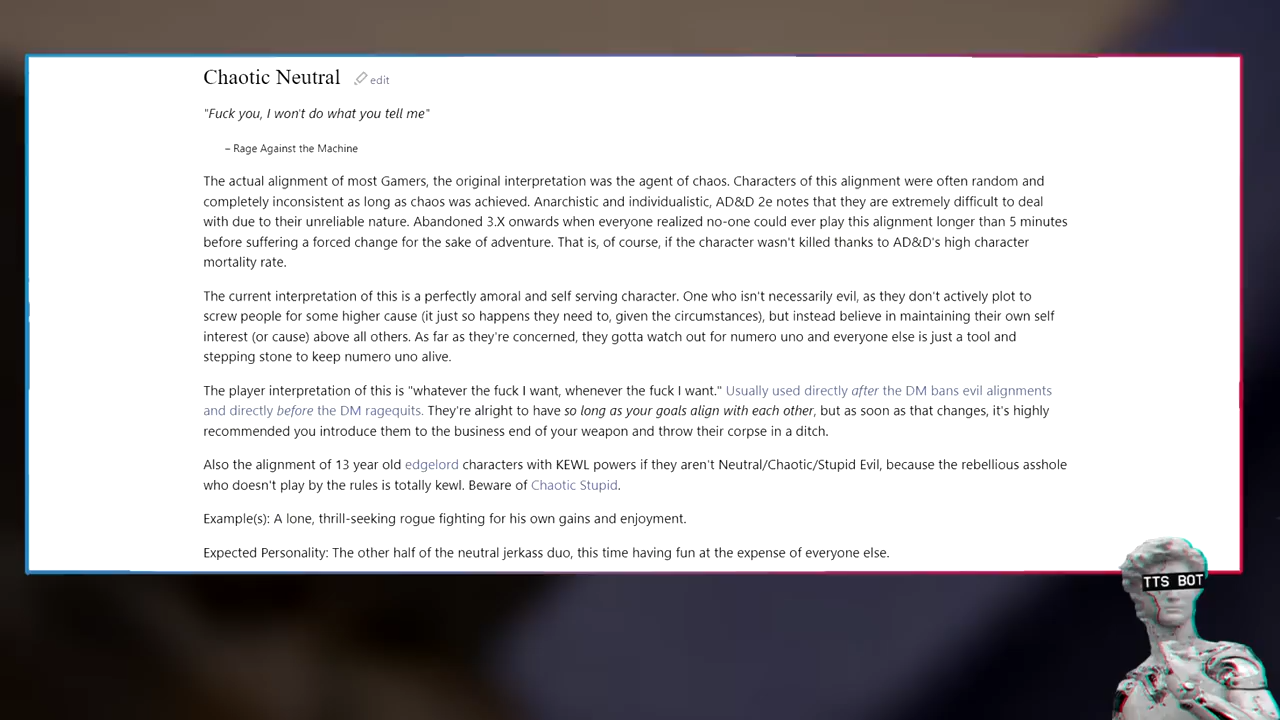 Chaotic Neutral edit
"Fuck you, I won't do what you tell me"
– Rage Against the Machine
The actual alignment of most Gamers, the original interpretation was the agent of chaos. Characters of this alignment were often random and
completely inconsistent as long as chaos was achieved. Anarchistic and individualistic, AD&D 2e notes that they are extremely difficult to deal
with due to their unreliable nature. Abandoned 3.X onwards when everyone realized no-one could ever play this alignment longer than 5 minutes
before suffering a forced change for the sake of adventure. That is, of course, if the character wasn't killed thanks to AD&D's high character
mortality rate.
The current interpretation of this is a perfectly amoral and self serving character. One who isn't necessarily evil, as they don't actively plot to
screw people for some higher cause (it just so happens they need to, given the circumstances), but instead believe in maintaining their own self
interest (or cause) above all others. As far as they're concerned, they gotta watch out for numero uno and everyone else is just a tool and
stepping stone to keep numero uno alive.
The player interpretation of this is "whatever the fuck I want, whenever the fuck I want." Usually used directly after the DM bans evil alignments
and directly before the DM ragequits. They're alright to have so long as your goals align with each other, but as soon as that changes, it's highly
recommended you introduce them to the business end of your weapon and throw their corpse in a ditch.
Also the alignment of 13 year old edgelord characters with KEWL powers if they aren't Neutral/Chaotic/Stupid Evil, because the rebellious asshole
who doesn't play by the rules is totally kewl. Beware of Chaotic Stupid.
Example(s): A lone, thrill-seeking rogue fighting for his own gains and enjoyment.
Expected Personality: The other half of the neutral jerkass duo, this time having fun at the expense of everyone else.
TTS BOT